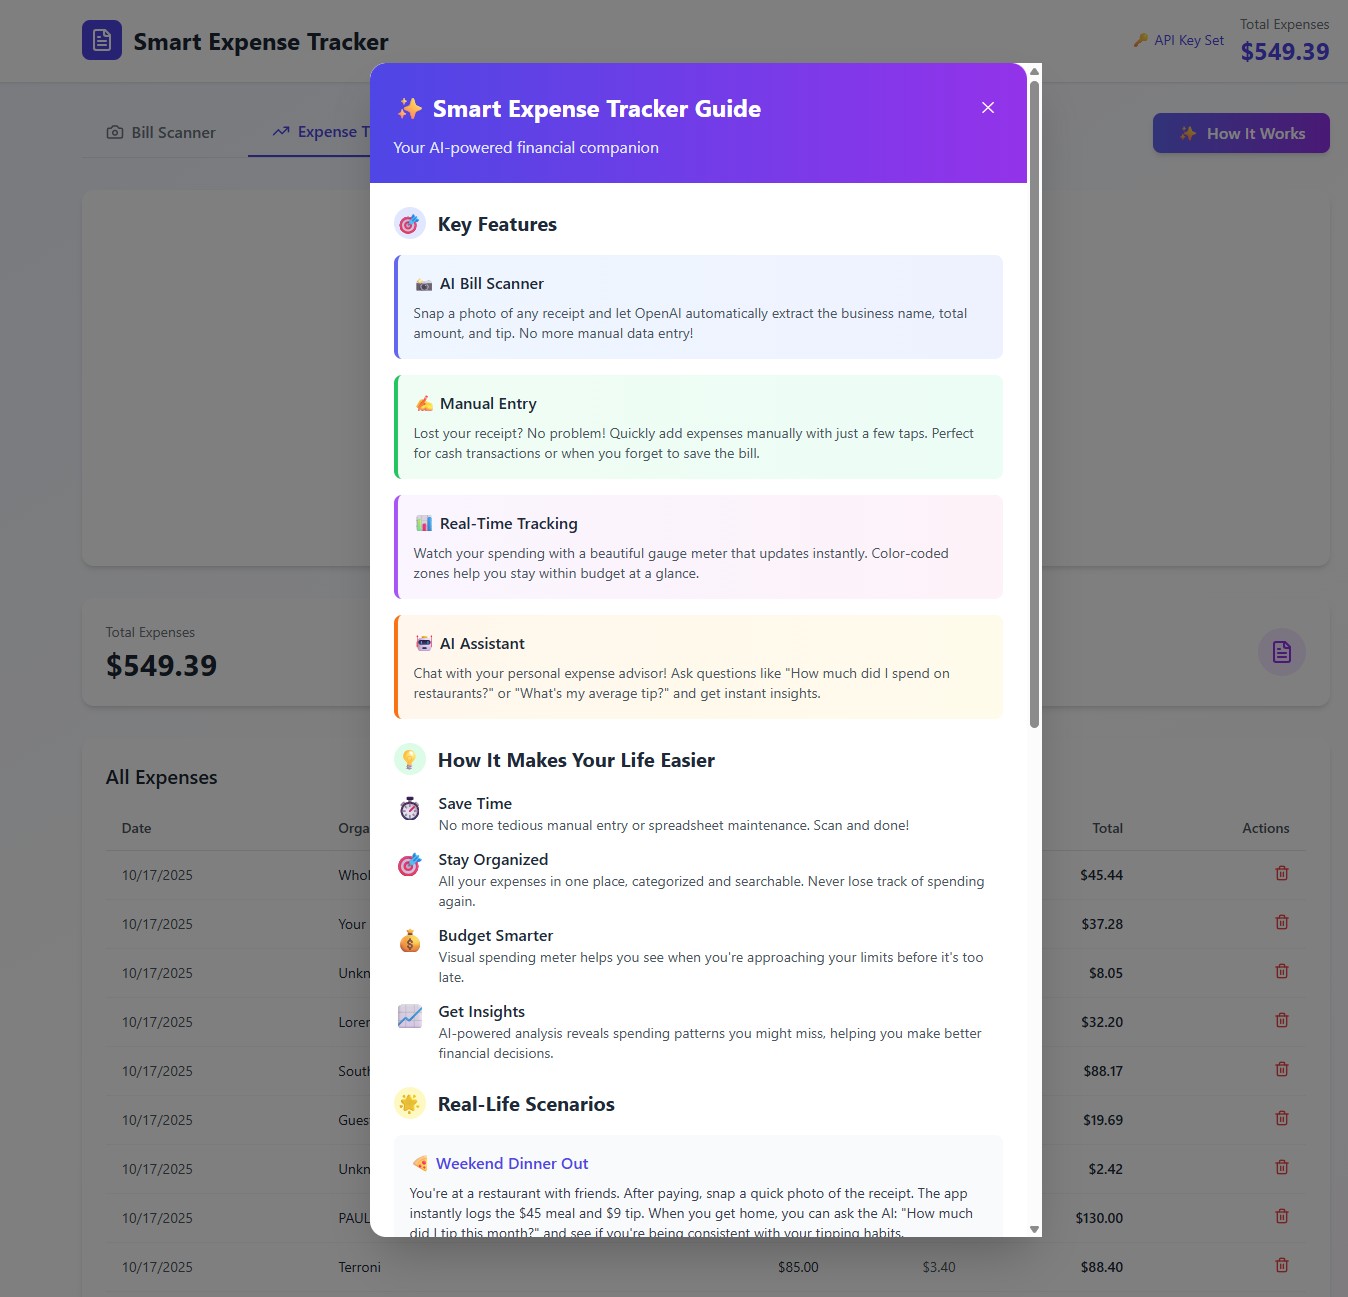 Smart Expense Tracker
API Key Set
Total Expenses
$549.39
Bill Scanner
Expense T
How It Works
Smart Expense Tracker Guide
Your AI-powered financial companion
Key Features
AI Bill Scanner
Snap a photo of any receipt and let OpenAI automatically extract the business name, total
amount, and tip. No more manual data entry!
Manual Entry
Lost your receipt? No problem! Quickly add expenses manually with just a few taps. Perfect
for cash transactions or when you forget to save the bill.
Real-Time Tracking
Watch your spending with a beautiful gauge meter that updates instantly. Color-coded
zones help you stay within budget at a glance.
AI Assistant
Chat with your personal expense advisor! Ask questions like "How much did I spend on
restaurants?" or "What's my average tip?" and get instant insights.
How It Makes Your Life Easier
Save Time
No more tedious manual entry or spreadsheet maintenance. Scan and done!
Stay Organized
All your expenses in one place, categorized and searchable. Never lose track of spending
again.
Budget Smarter
Visual spending meter helps you see when you're approaching your limits before it's too
late.
Get Insights
AI-powered analysis reveals spending patterns you might miss, helping you make better
financial decisions.
Real-Life Scenarios
Weekend Dinner Out
You're at a restaurant with friends. After paying, snap a quick photo of the receipt. The app
instantly logs the $45 meal and $9 tip. When you get home, you can ask the AI: "How much
did I tip this month?" and see if you're being consistent with your tipping habits.
Total Expenses
$549.39
All Expenses
Date Orga Total Actions
10/17/2025 Whol $45.44
10/17/2025 Your $37.28
10/17/2025 Unkn $8.05
10/17/2025 Lorer $32.20
10/17/2025 South $88.17
10/17/2025 Gues $19.69
10/17/2025 Unkn $2.42
10/17/2025 PAUL $130.00
10/17/2025 Terroni $85.00 $3.40 $88.40